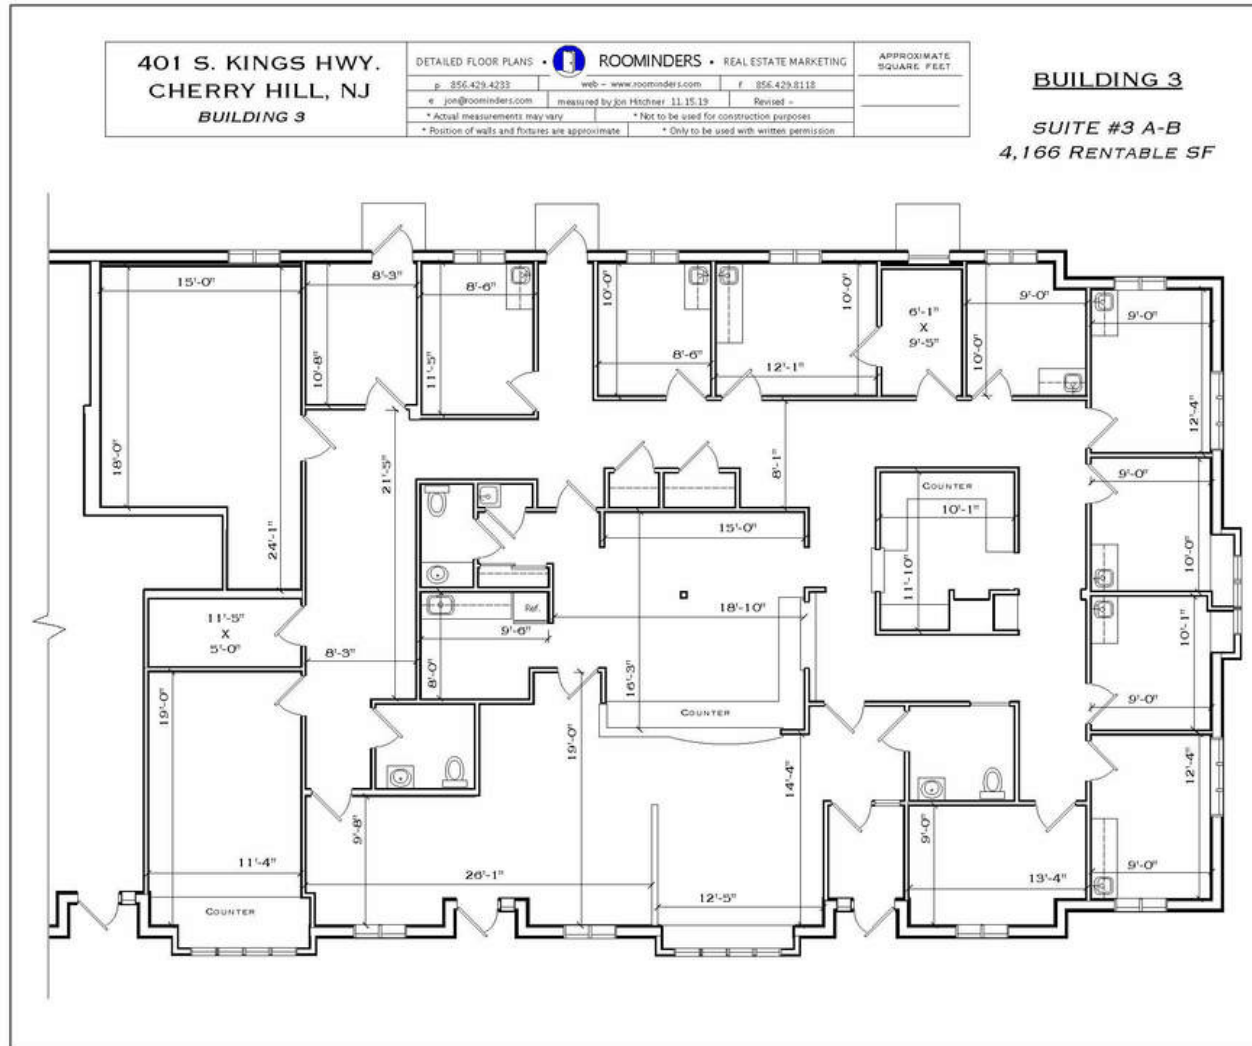 401 S. KINGS HWY.
CHERRY HILL, NJ
BUILDING 3
DETAILED FLOOR PLANS • ROOMINDERS • REAL ESTATE MARKETING
p 856.429.4233 web – www.roominders.com f 856.429.8118
e jon@roominders.com measured by Jon Hitchner 11.15.19 Revised –
* Actual measurements may vary * Not to be used for construction purposes
* Position of walls and fixtures are approximate * Only to be used with written permission
APPROXIMATE
SQUARE FEET
BUILDING 3
SUITE #3 A-B
4,166 RENTABLE SF
15'-0"
8'-3"
8'-6"
10'-0"
10'-0"
9'-0"
9'-0"
6'-1"
X
9'-5"
10'-8"
11'-5"
8'-6"
12'-1"
10'-0"
12'-4"
18'-0"
21'-5"
8'-1"
9'-0"
COUNTER
10'-1"
24'-1"
15'-0"
10'-0"
11'-10"
11'-5"
X
5'-0"
Ref.
18'-10"
9'-6"
10'-1"
8'-3"
8'-0"
16'-3"
9'-0"
19'-0"
COUNTER
19'-0"
14'-4"
12'-4"
9'-8"
9'-0"
11'-4"
26'-1"
12'-5"
13'-4"
9'-0"
COUNTER